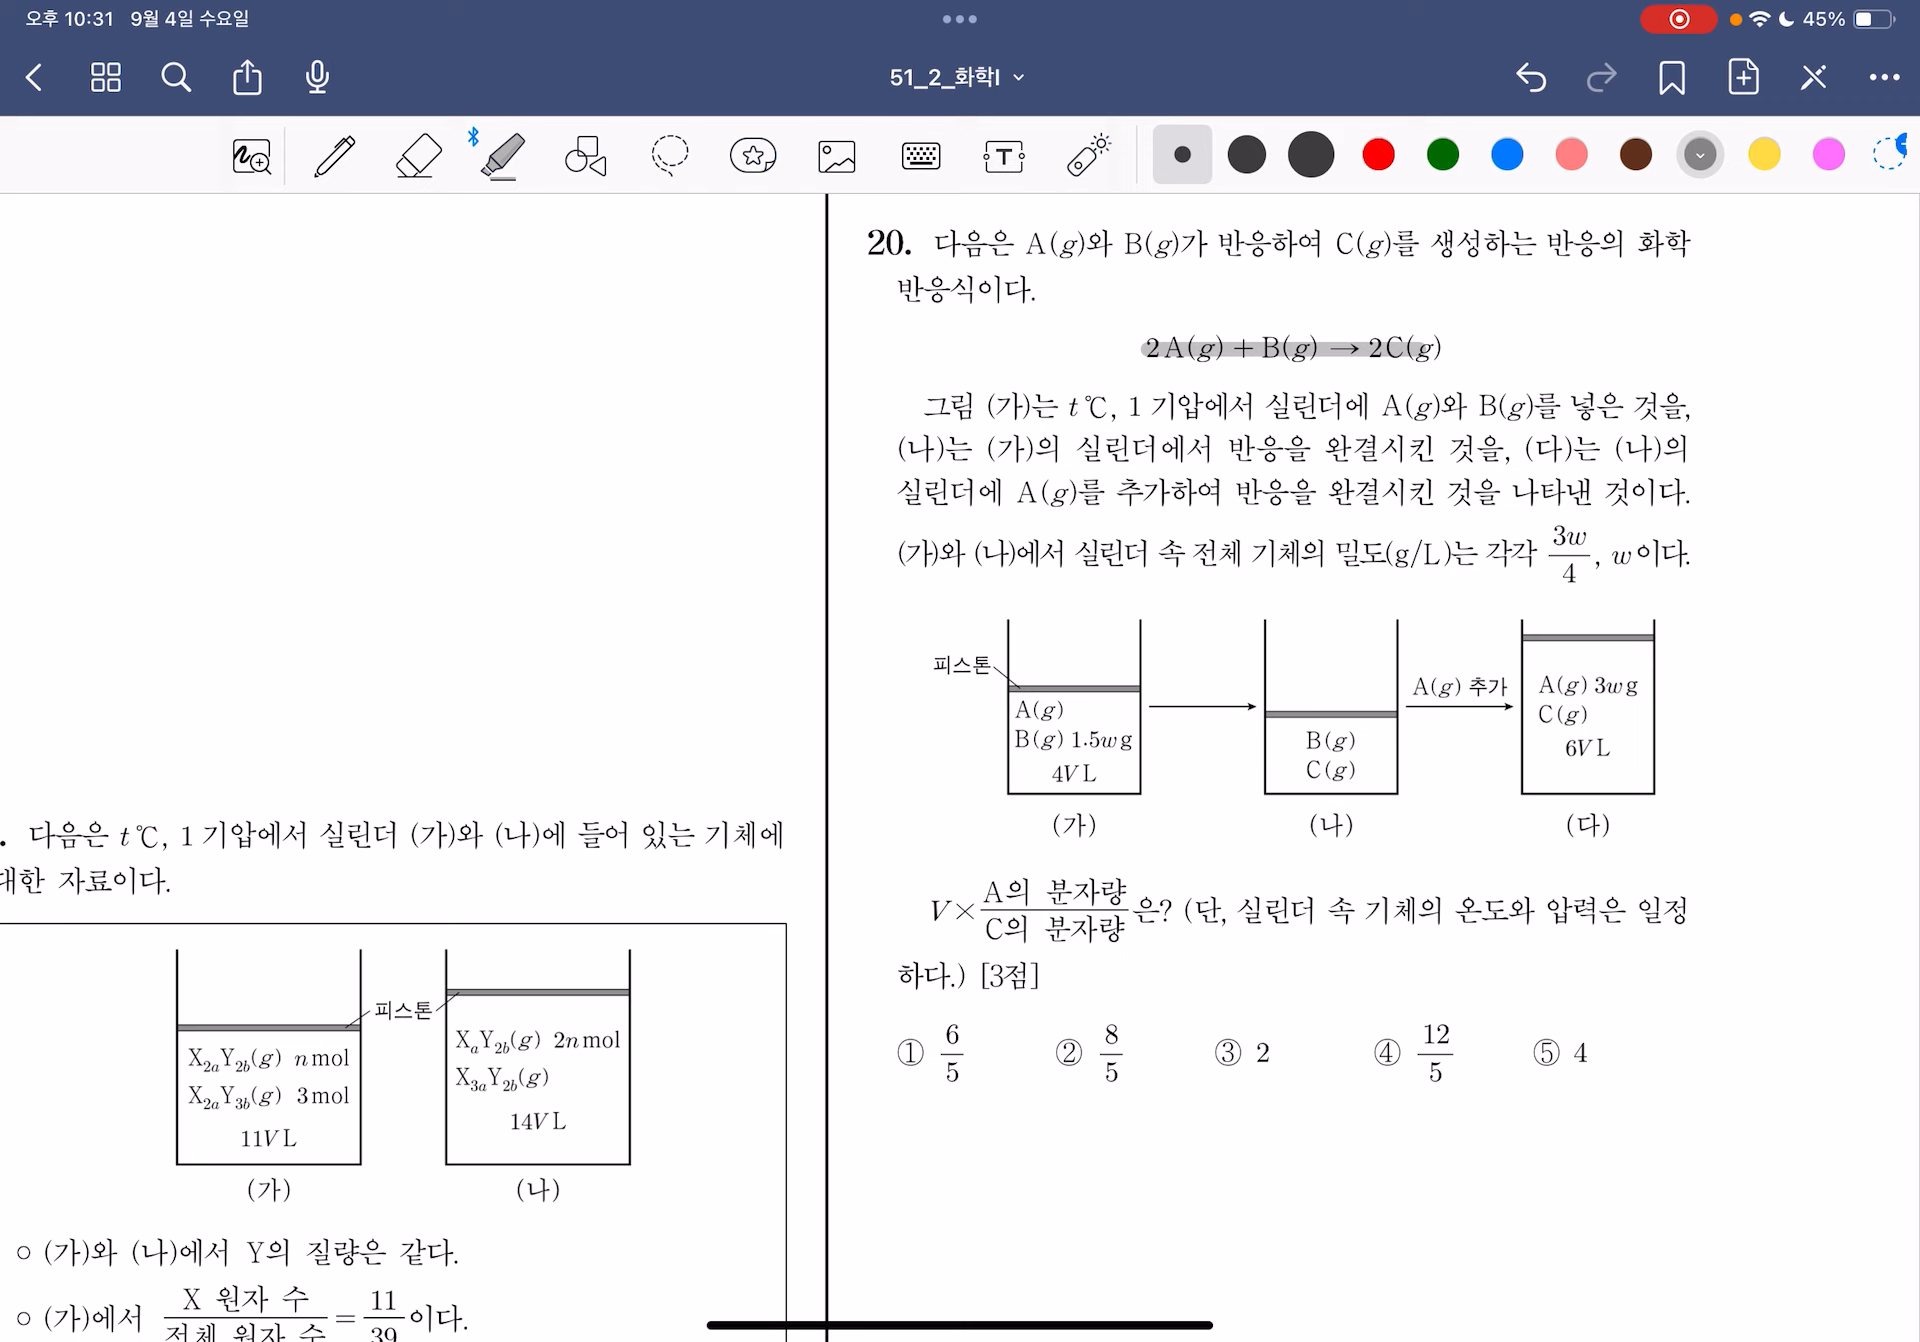 오후 10:31 9월 4일 수요일
45%
51_2_화학I
. 다음은 t℃, 1 기압에서 실린더 (가)와 (나)에 들어 있는 기체에
대한 자료이다.
피스톤
X₂ₐY₂b(g) n mol
X₂ₐY₃b(g) 3 mol
11V L
(가)
XₐY₂b(g) 2n mol
X₃ₐY₂b(g)
14V L
(나)
○ (가)와 (나)에서 Y의 질량은 같다.
○ (가)에서 X 원자 수 / 전체 원자 수 = 11/39 이다.
20. 다음은 A(g)와 B(g)가 반응하여 C(g)를 생성하는 반응의 화학
반응식이다.
2A(g) + B(g) → 2C(g)
그림 (가)는 t℃, 1 기압에서 실린더에 A(g)와 B(g)를 넣은 것을,
(나)는 (가)의 실린더에서 반응을 완결시킨 것을, (다)는 (나)의
실린더에 A(g)를 추가하여 반응을 완결시킨 것을 나타낸 것이다.
(가)와 (나)에서 실린더 속 전체 기체의 밀도(g/L)는 각각 3w/4, w이다.
피스톤
A(g)
B(g) 1.5w g
4V L
(가)
B(g)
C(g)
(나)
A(g) 추가
A(g) 3w g
C(g)
6V L
(다)
V× A의 분자량 / C의 분자량 은? (단, 실린더 속 기체의 온도와 압력은 일정
하다.) [3점]
① 6/5 ② 8/5 ③ 2 ④ 12/5 ⑤ 4